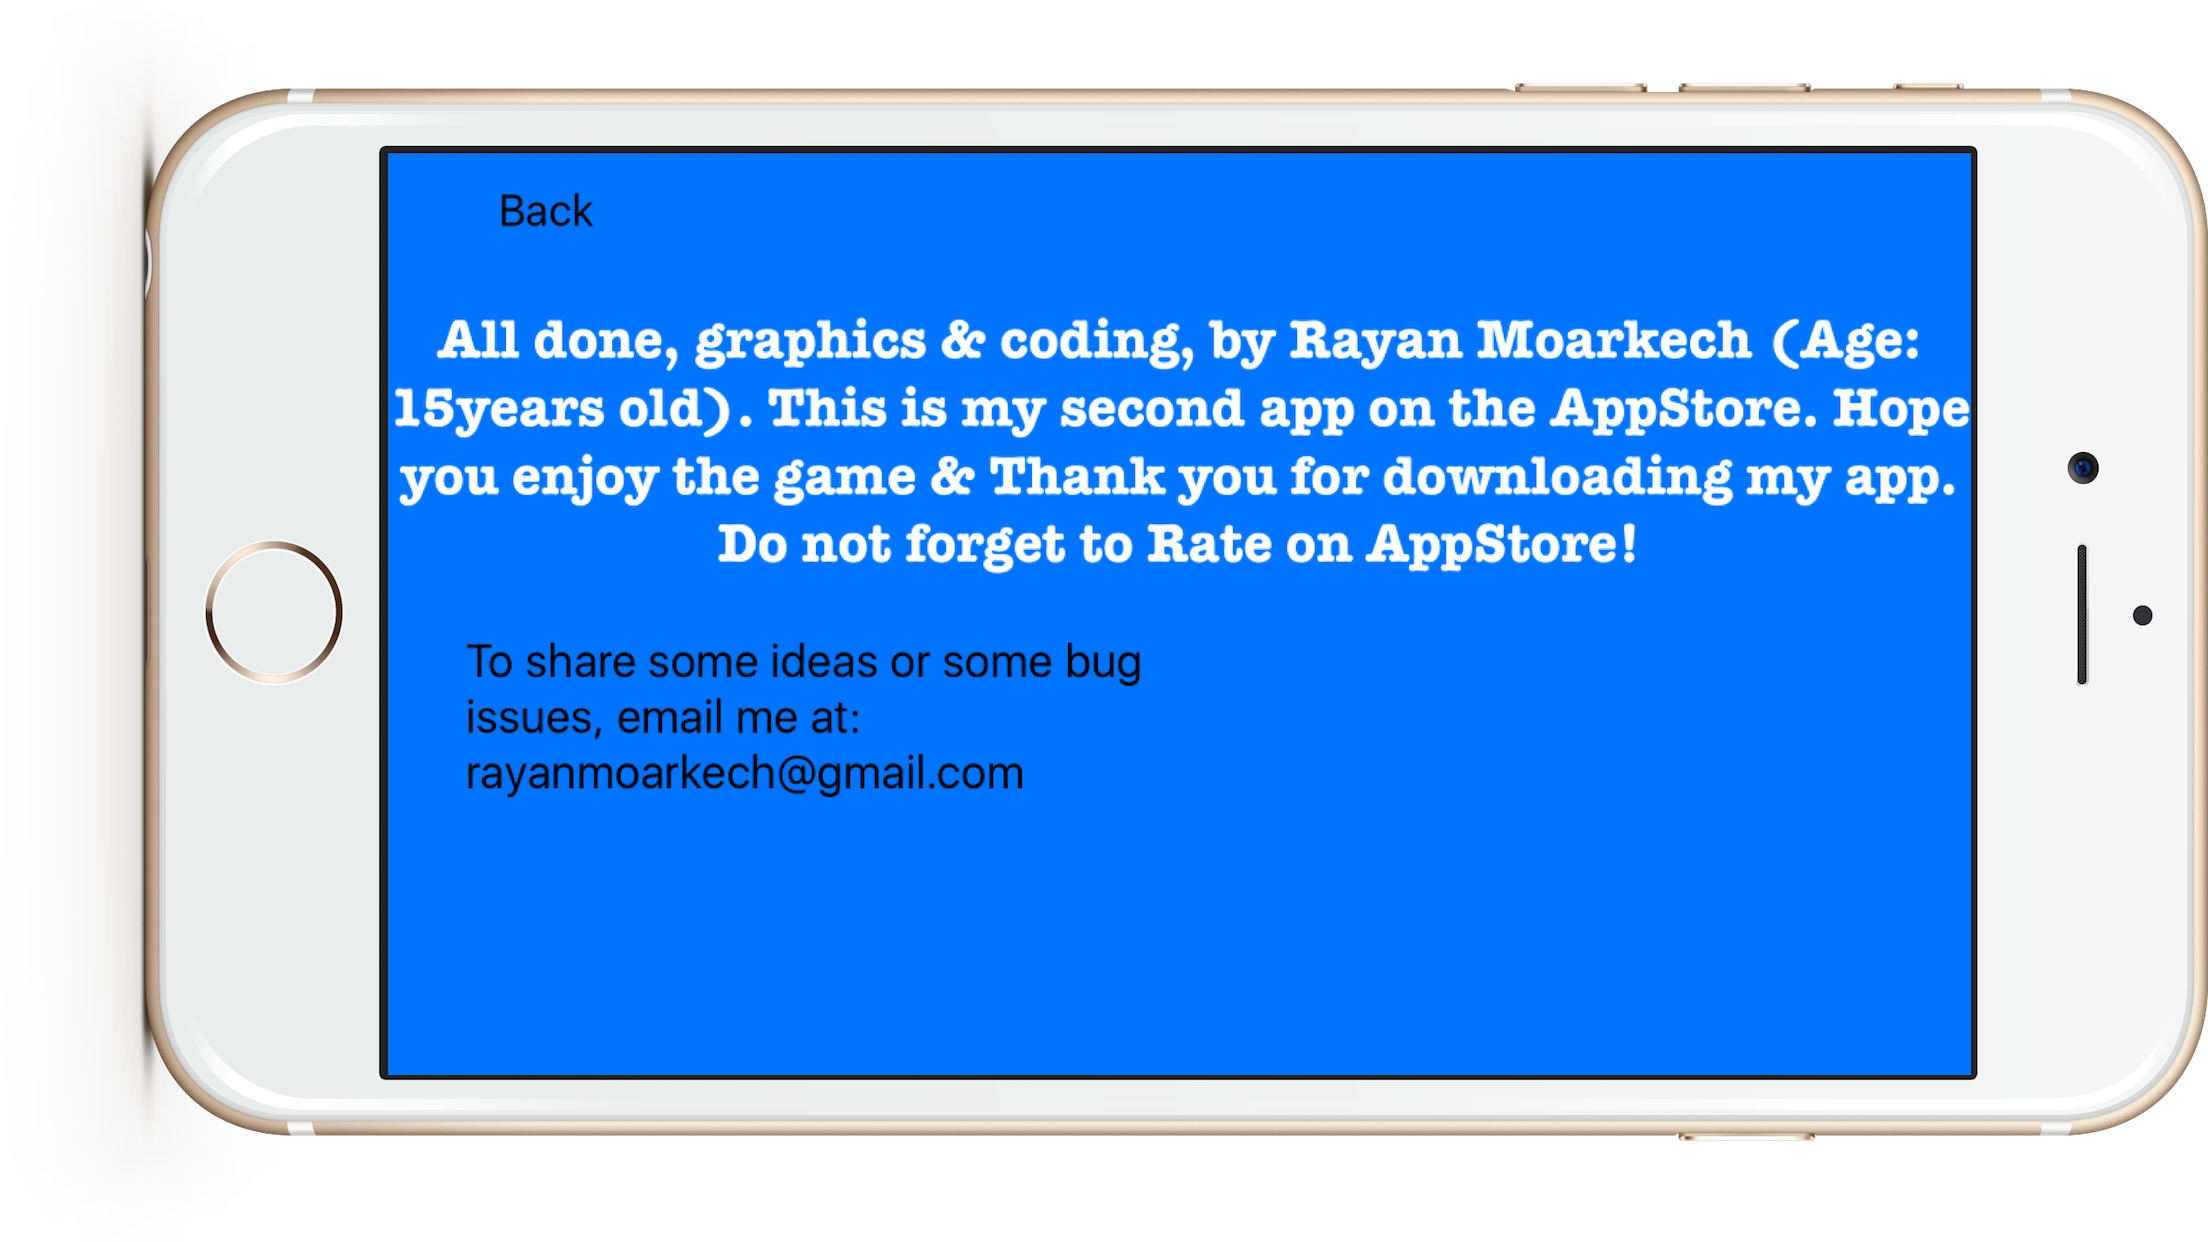 Back
All done, graphics & coding, by Rayan Moarkech (Age:
15years old). This is my second app on the AppStore. Hope
you enjoy the game & Thank you for downloading my app.
Do not forget to Rate on AppStore!
To share some ideas or some bug
issues, email me at:
rayanmoarkech@gmail.com